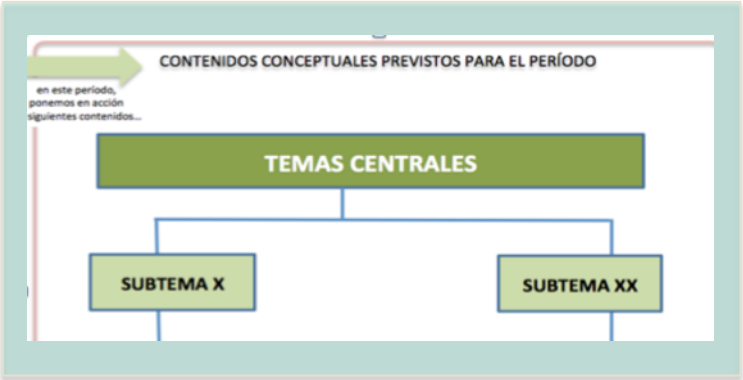 CONTENIDOS CONCEPTUALES PREVISTOS PARA EL PERÍODO
en este período,
ponemos en acción
siguientes contenidos...
TEMAS CENTRALES
SUBTEMA X
SUBTEMA XX